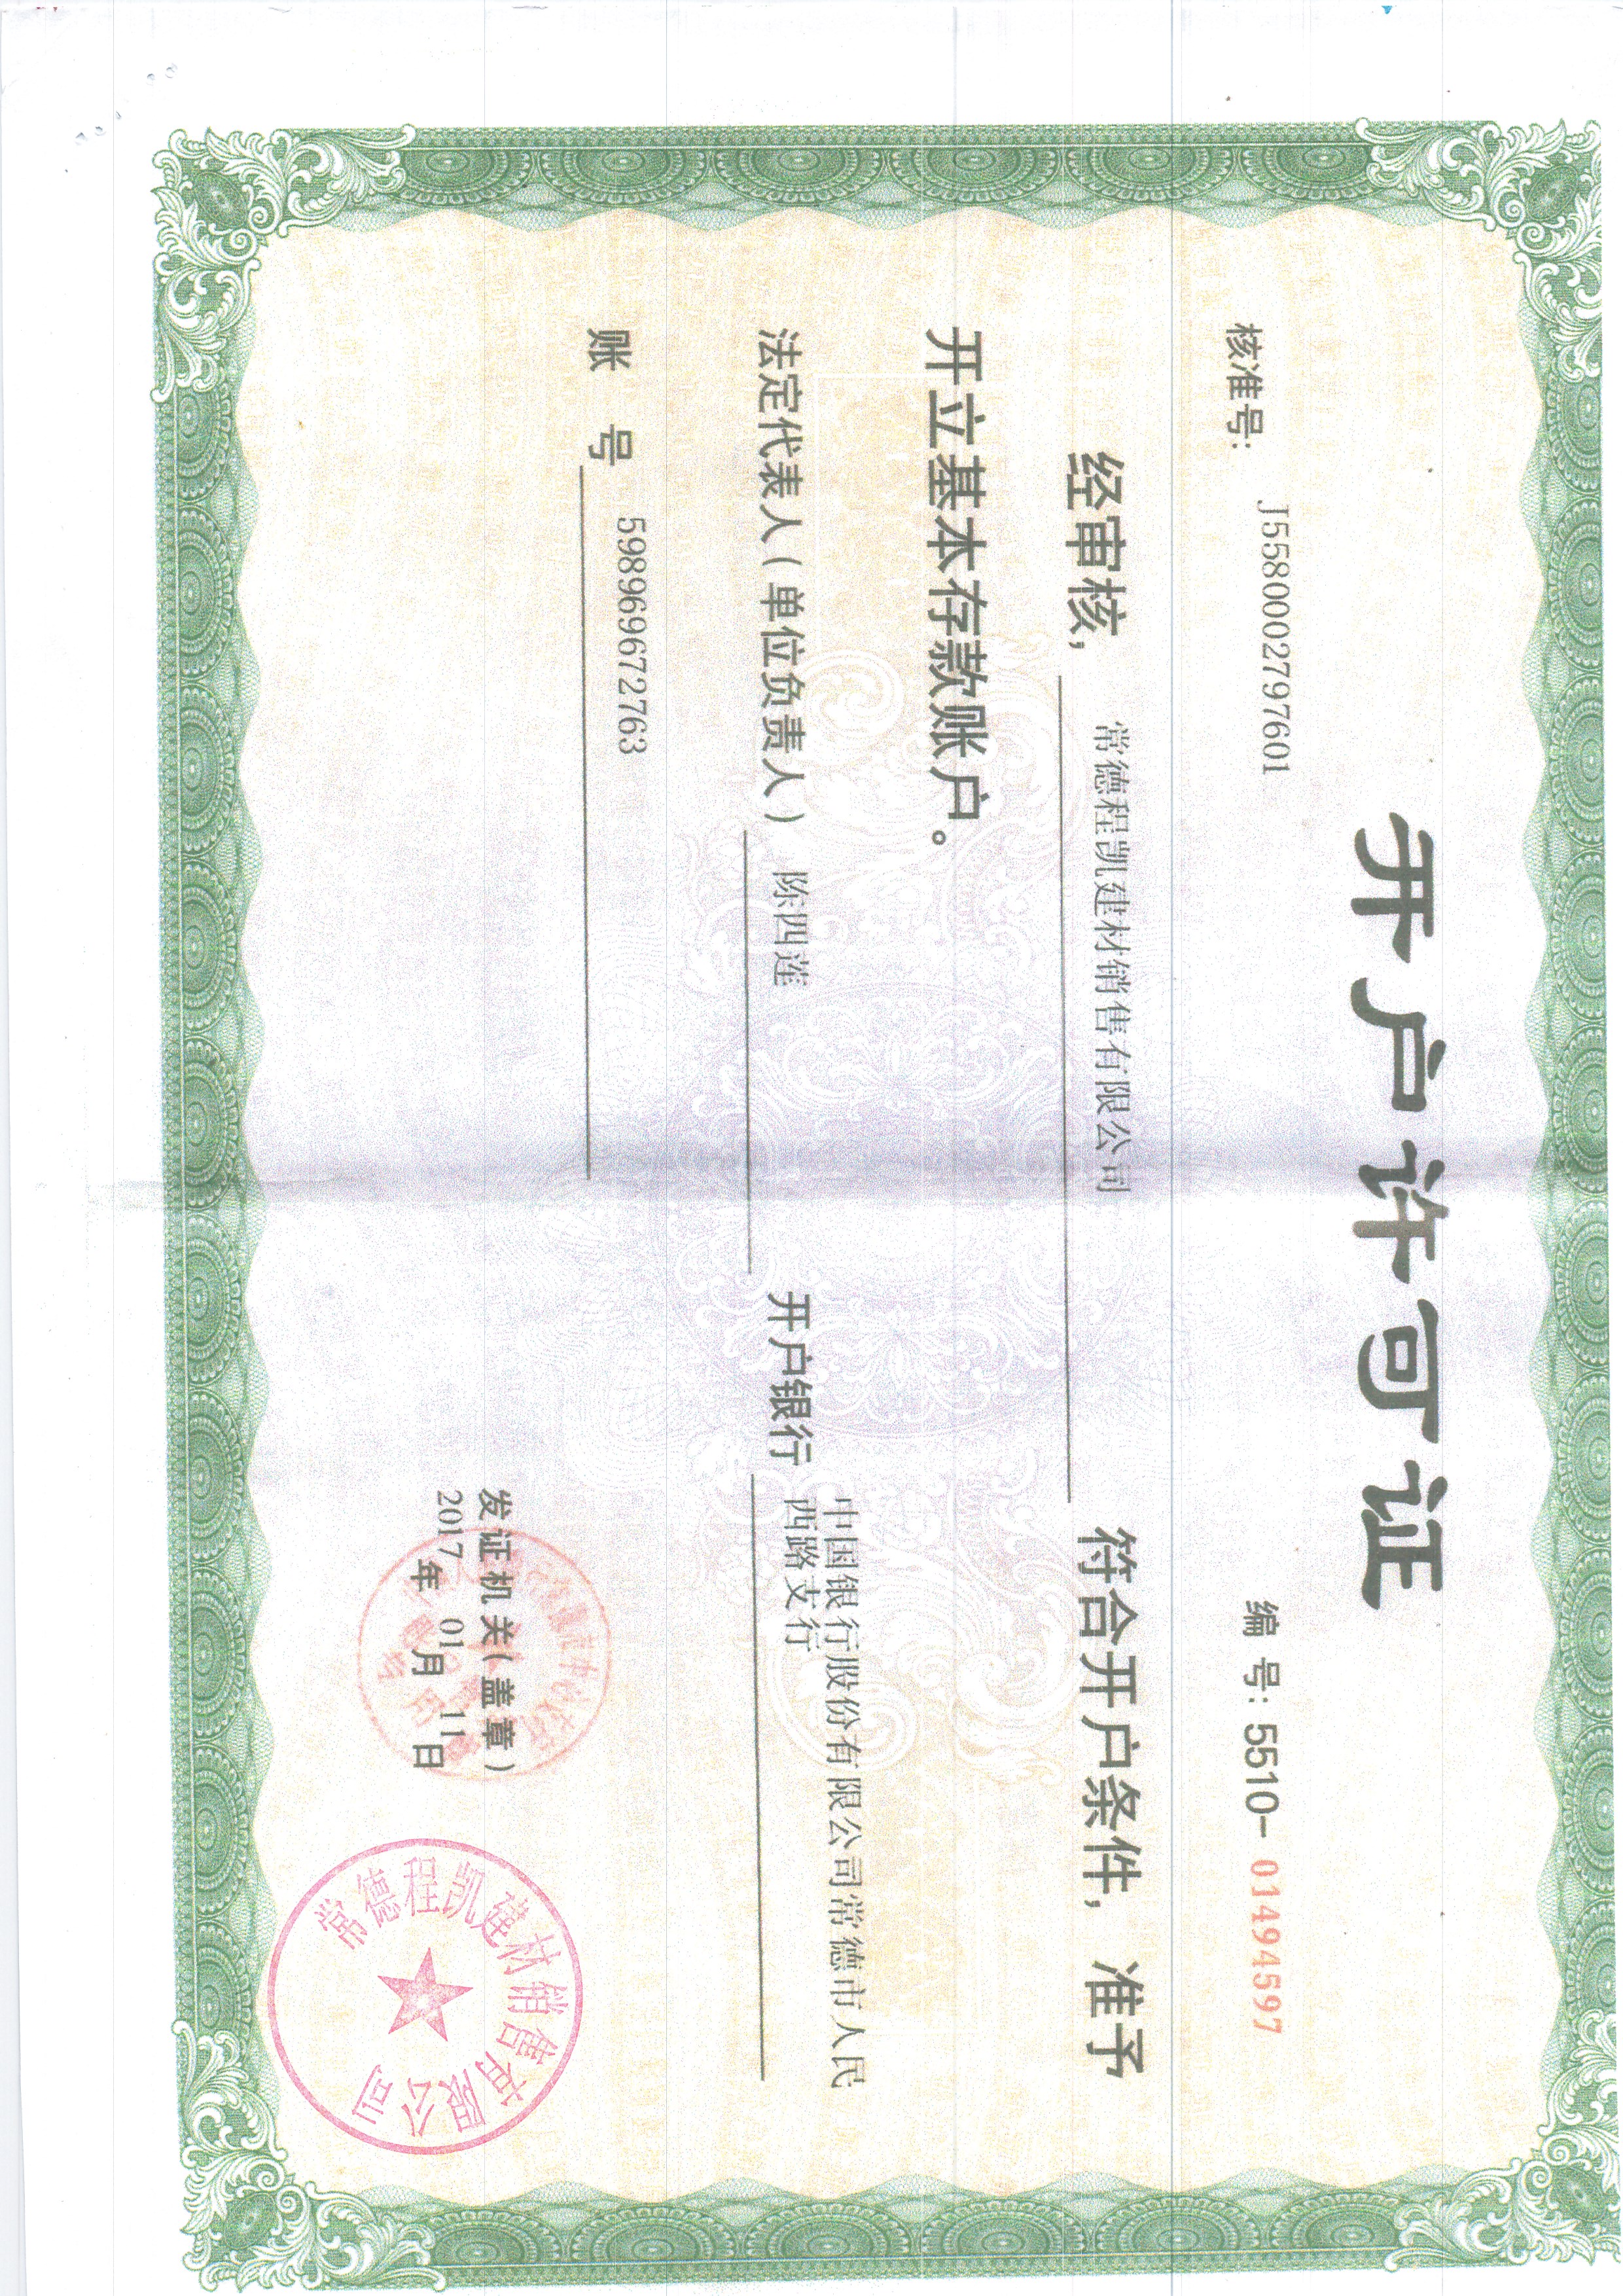 开户许可证
核准号: J5580002797601
编 号: 5510- 01494597
经审核, 常德程凯建材销售有限公司 符合开户条件, 准予
开立基本存款账户。
法定代表人(单位负责人) 陈四莲 开户银行 中国银行股份有限公司常德市人民
西路支行
账 号 598969672763
发证机关(盖章)
2017 年 01 月 11 日
常德程凯建材销售有限公司